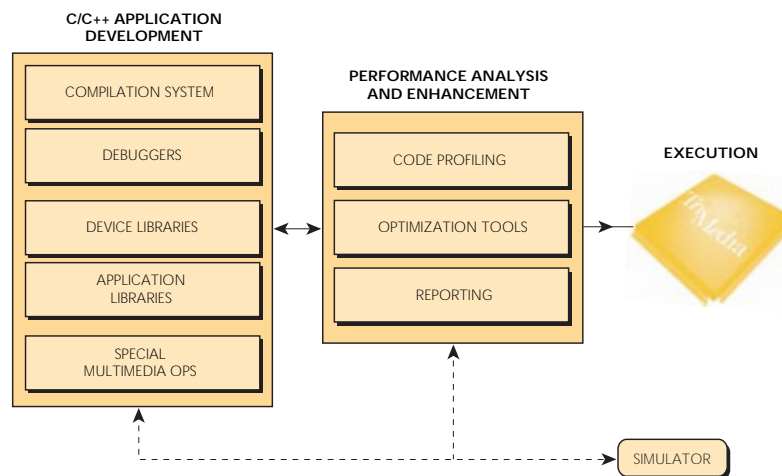 C/C++ APPLICATION
DEVELOPMENT
COMPILATION SYSTEM
DEBUGGERS
DEVICE LIBRARIES
APPLICATION
LIBRARIES
SPECIAL
MULTIMEDIA OPS
PERFORMANCE ANALYSIS
AND ENHANCEMENT
CODE PROFILING
OPTIMIZATION TOOLS
REPORTING
EXECUTION
TriMedia
SIMULATOR